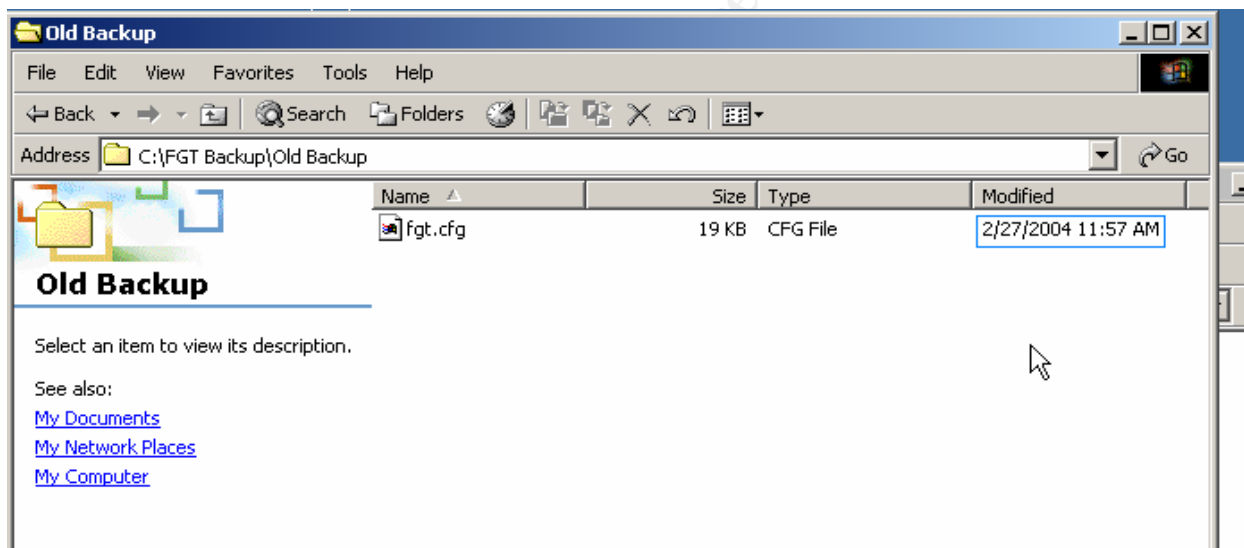 Old Backup
File Edit View Favorites Tools Help
Back Search Folders
Address C:\FGT Backup\Old Backup Go
Name Size Type Modified
fgt.cfg 19 KB CFG File 2/27/2004 11:57 AM
Old Backup
Select an item to view its description.
See also:
My Documents
My Network Places
My Computer